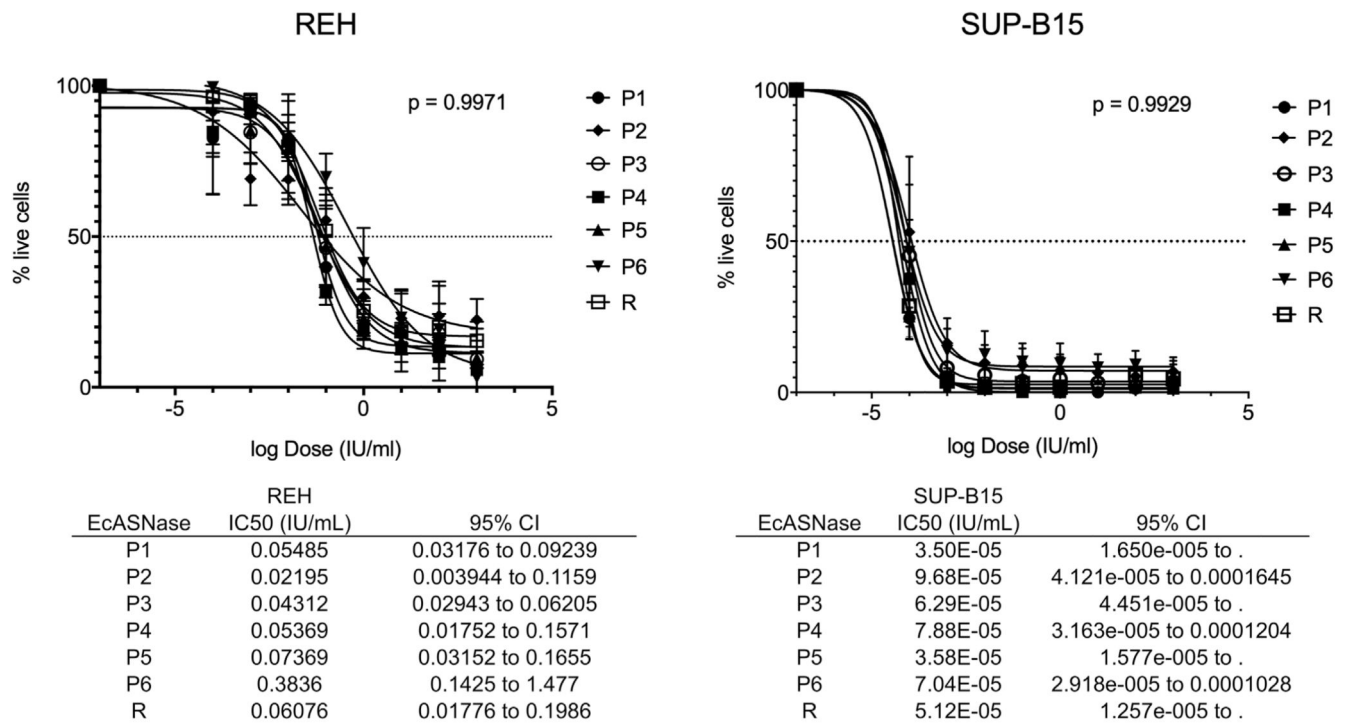 REH
p = 0.9971
P1
P2
P3
P4
P5
P6
R
100
50
0
-5
0
5
% live cells
log Dose (IU/ml)
SUP-B15
p = 0.9929
P1
P2
P3
P4
P5
P6
R
100
50
0
-5
0
5
% live cells
log Dose (IU/ml)
REH
EcASNase IC50 (IU/mL) 95% CI
P1 0.05485 0.03176 to 0.09239
P2 0.02195 0.003944 to 0.1159
P3 0.04312 0.02943 to 0.06205
P4 0.05369 0.01752 to 0.1571
P5 0.07369 0.03152 to 0.1655
P6 0.3836 0.1425 to 1.477
R 0.06076 0.01776 to 0.1986
SUP-B15
EcASNase IC50 (IU/mL) 95% CI
P1 3.50E-05 1.650e-005 to .
P2 9.68E-05 4.121e-005 to 0.0001645
P3 6.29E-05 4.451e-005 to .
P4 7.88E-05 3.163e-005 to 0.0001204
P5 3.58E-05 1.577e-005 to .
P6 7.04E-05 2.918e-005 to 0.0001028
R 5.12E-05 1.257e-005 to .